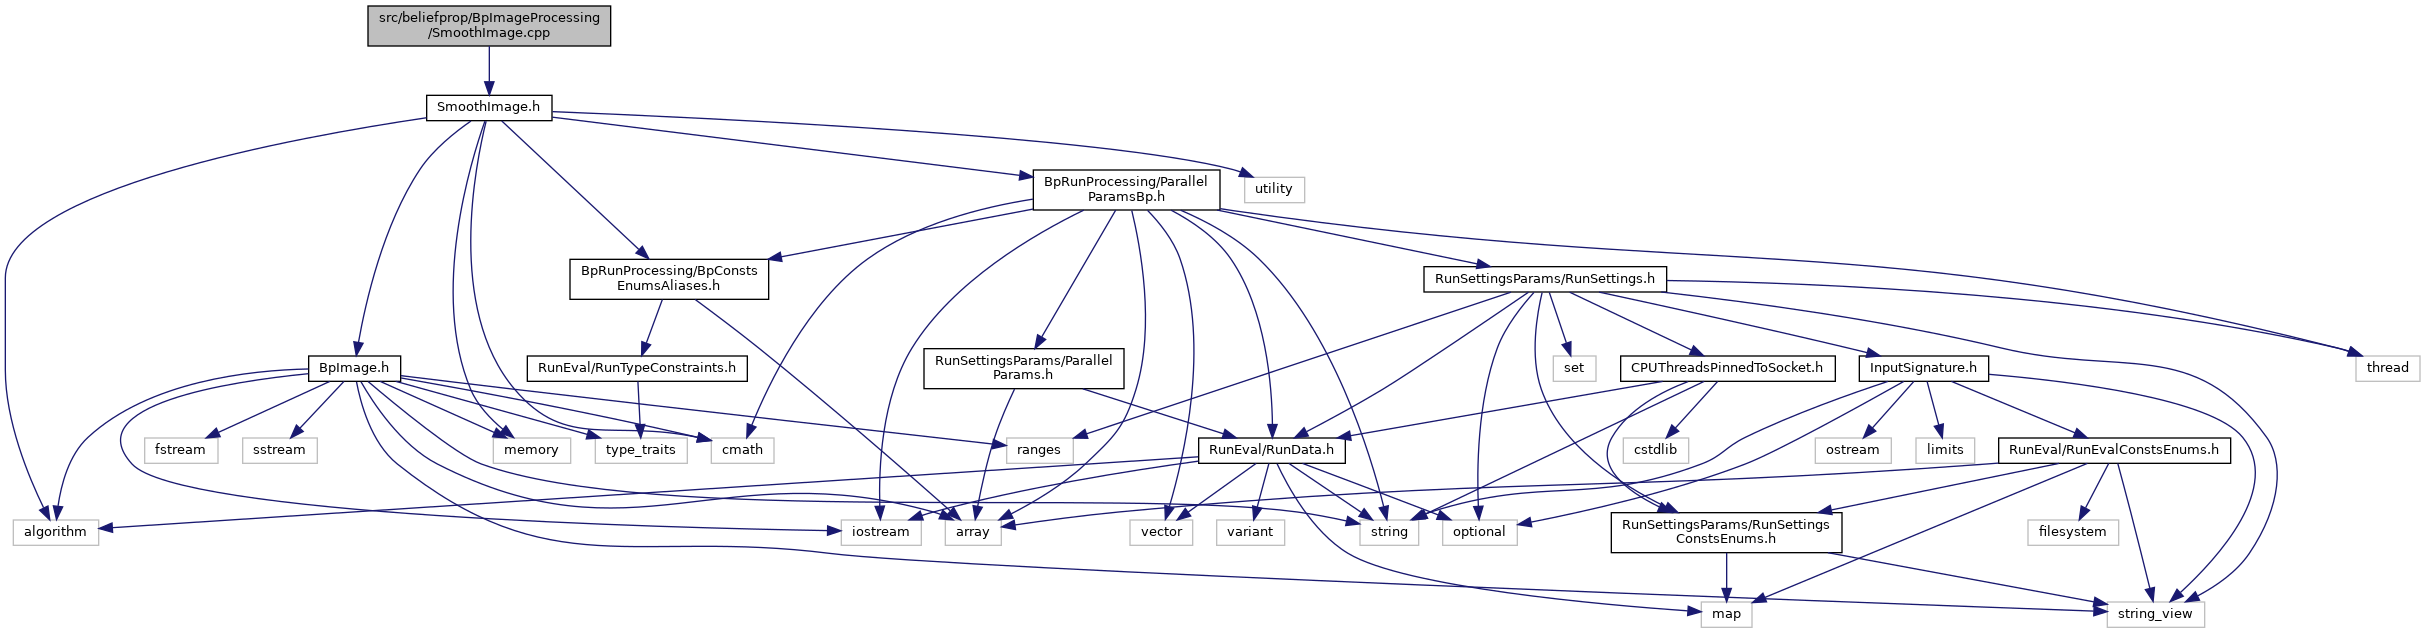 src/beliefprop/BpImageProcessing
/SmoothImage.cpp
SmoothImage.h
BpRunProcessing/Parallel
ParamsBp.h
utility
BpRunProcessing/BpConsts
EnumsAliases.h
RunSettingsParams/RunSettings.h
BpImage.h
RunEval/RunTypeConstraints.h
RunSettingsParams/Parallel
Params.h
set
CPUThreadsPinnedToSocket.h
InputSignature.h
thread
fstream
sstream
memory
type_traits
cmath
ranges
RunEval/RunData.h
cstdlib
ostream
limits
RunEval/RunEvalConstsEnums.h
algorithm
iostream
array
vector
variant
string
optional
RunSettingsParams/RunSettings
ConstsEnums.h
filesystem
map
string_view